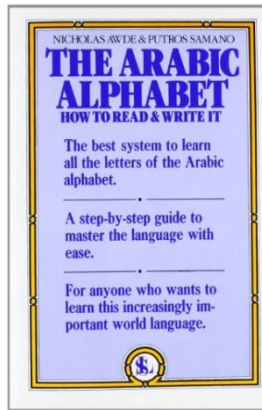 NICHOLAS AWDE & PUTROS SAMANO
THE ARABIC
ALPHABET
HOW TO READ & WRITE IT
The best system to learn
all the letters of the Arabic
alphabet.
A step-by-step guide to
master the language with
ease.
For anyone who wants to
learn this increasingly im-
portant world language.